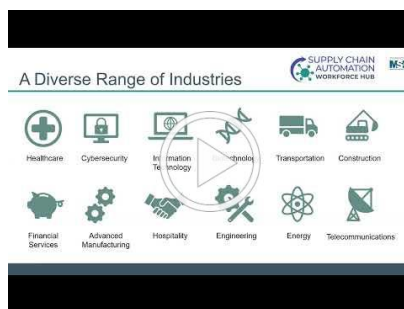 A Diverse Range of Industries
SUPPLY CHAIN
AUTOMATION
WORKFORCE HUB
Healthcare
Cybersecurity
Information
Technology
Transportation
Construction
Financial
Services
Advanced
Manufacturing
Hospitality
Engineering
Energy
Telecommunications